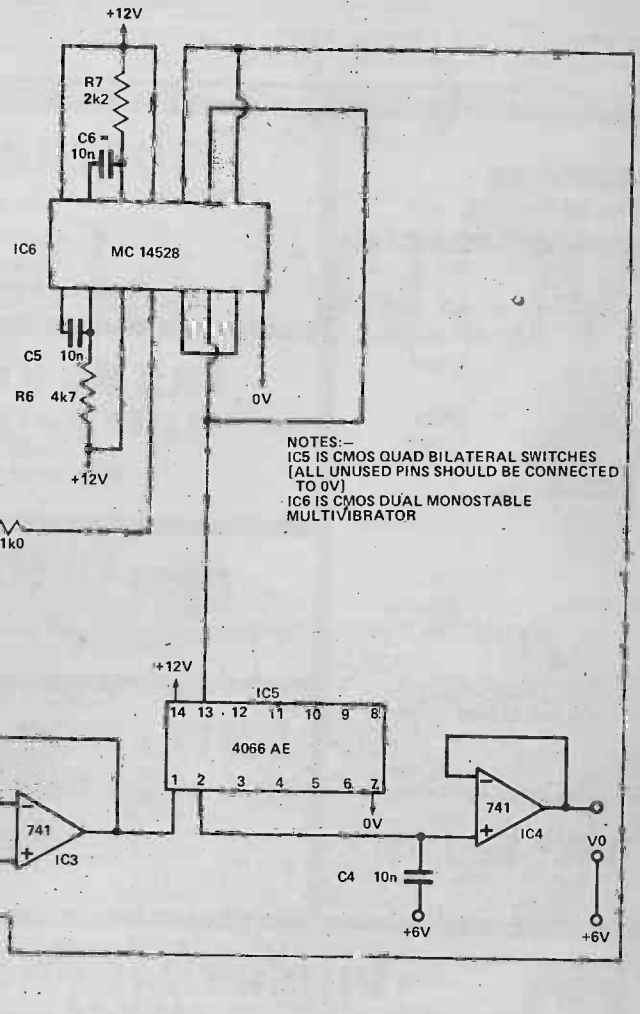 +12V
R7
2k2
C6 =
10n
IC6
MC 14528
C5 10n
R6 4k7
0V
+12V
NOTES:–
IC5 IS CMOS QUAD BILATERAL SWITCHES
[ALL UNUSED PINS SHOULD BE CONNECTED
TO 0V]
IC6 IS CMOS DUAL MONOSTABLE
MULTIVIBRATOR
1k0
+12V
IC5
14 13 12 11 10 9 8
4066 AE
1 2 3 4 5 6 7
0V
–
741
+
IC3
–
741
+
IC4
V0
C4 10n
+6V
+6V